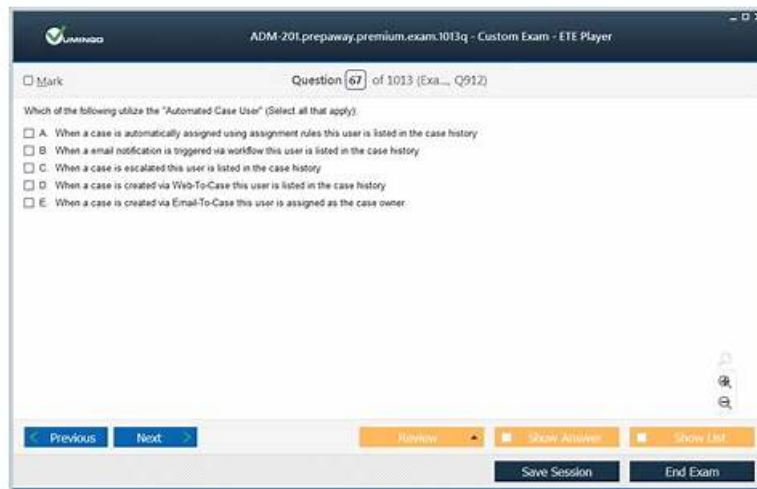 Vumingo
ADM-201.prepaway.premium.exam.1013q - Custom Exam - ETE Player
Mark
Question 67 of 1013 (Exa..., Q912)
Which of the following utilize the "Automated Case User" (Select all that apply):
A. When a case is automatically assigned using assignment rules this user is listed in the case history
B. When a email notification is triggered via workflow this user is listed in the case history
C. When a case is escalated this user is listed in the case history
D. When a case is created via Web-To-Case this user is listed in the case history
E. When a case is created via Email-To-Case this user is assigned as the case owner
< Previous
Next >
Review
Show Answer
Show List
Save Session
End Exam